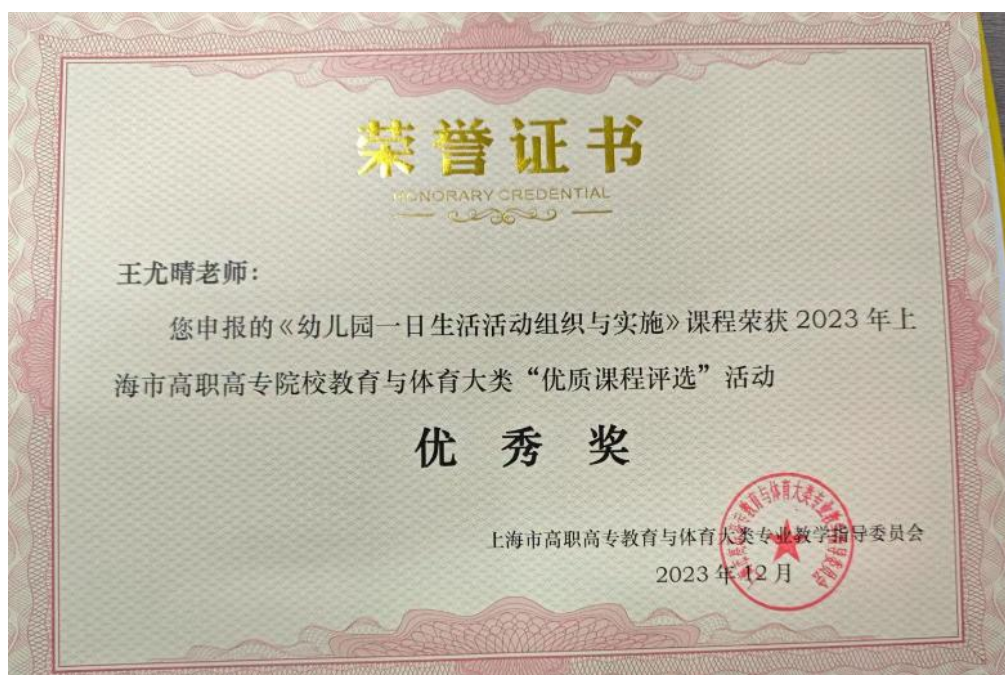 荣誉证书
HONORARY CREDENTIAL
王尤晴老师：
您申报的《幼儿园一日生活活动组织与实施》课程荣获 2023 年上
海市高职高专院校教育与体育大类“优质课程评选”活动
优 秀 奖
上海市高职高专教育与体育大类专业教学指导委员会
2023 年 12 月